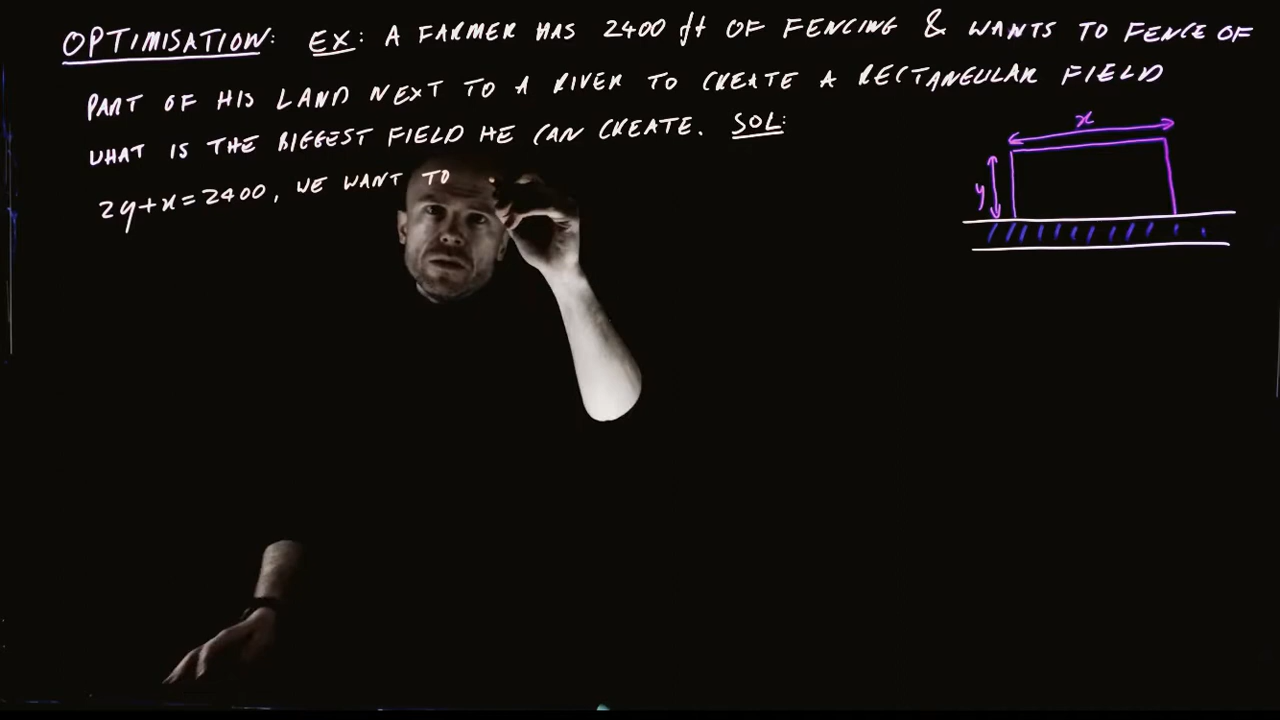 OPTIMISATION: EX: A FARMER HAS 2400 ft OF FENCING & WANTS TO FENCE OF
PART OF HIS LAND NEXT TO A RIVER TO CREATE A RECTANGULAR FIELD
WHAT IS THE BIGGEST FIELD HE CAN CREATE. SOL:
x
y
2y+x=2400, WE WANT TO